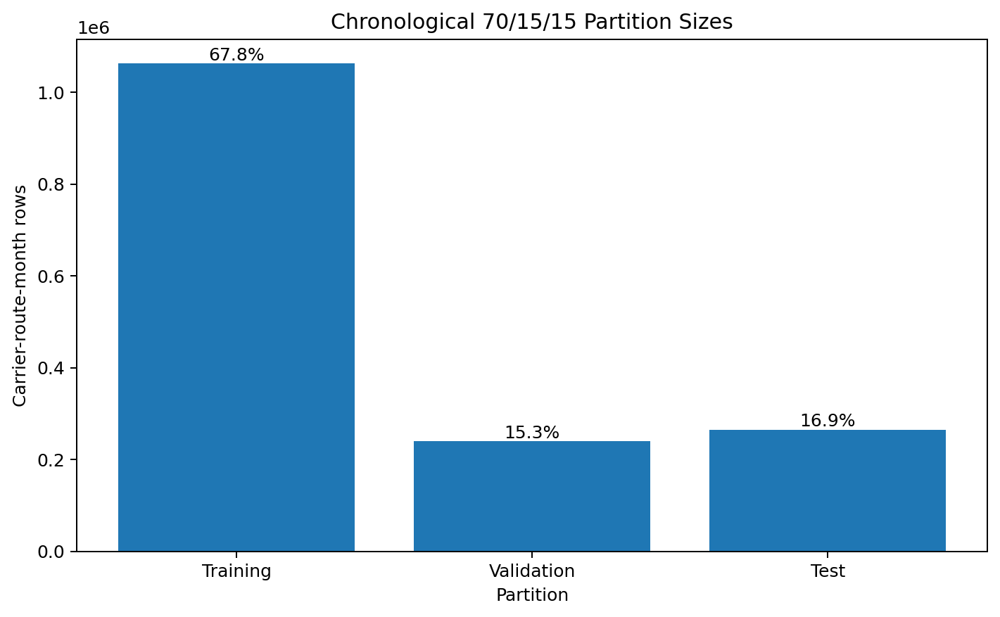 Chronological 70/15/15 Partition Sizes
1e6
67.8%
1.0
0.8
0.6
0.4
16.9%
15.3%
0.2
0.0
Carrier-route-month rows
Training Validation Test
Partition